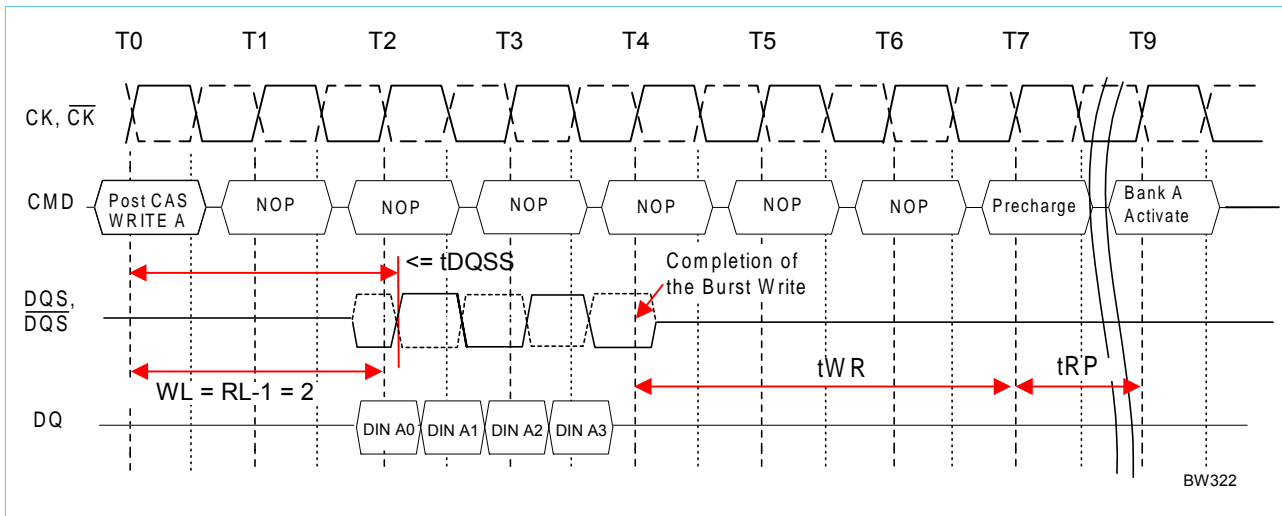 T0 T1 T2 T3 T4 T5 T6 T7 T9
CK, CK
CMD
Post CAS
WRITE A
NOP
NOP
NOP
NOP
NOP
NOP
Precharge
Bank A
Activate
<= tDQSS
Completion of
the Burst Write
DQS,
DQS
WL = RL-1 = 2
tWR
tRP
DQ
DIN A0
DIN A1
DIN A2
DIN A3
BW322